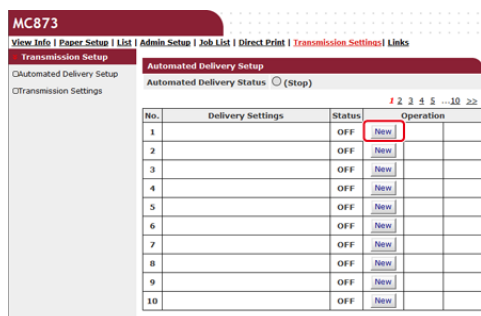 MC873
View Info | Paper Setup | List | Admin Setup | Job List | Direct Print | Transmission Settings| Links
Transmission Setup
Automated Delivery Setup
Transmission Settings
Automated Delivery Setup
Automated Delivery Status (Stop)
1 2 3 4 5 ...10 >>
No. Delivery Settings Status Operation
1 OFF New
2 OFF New
3 OFF New
4 OFF New
5 OFF New
6 OFF New
7 OFF New
8 OFF New
9 OFF New
10 OFF New